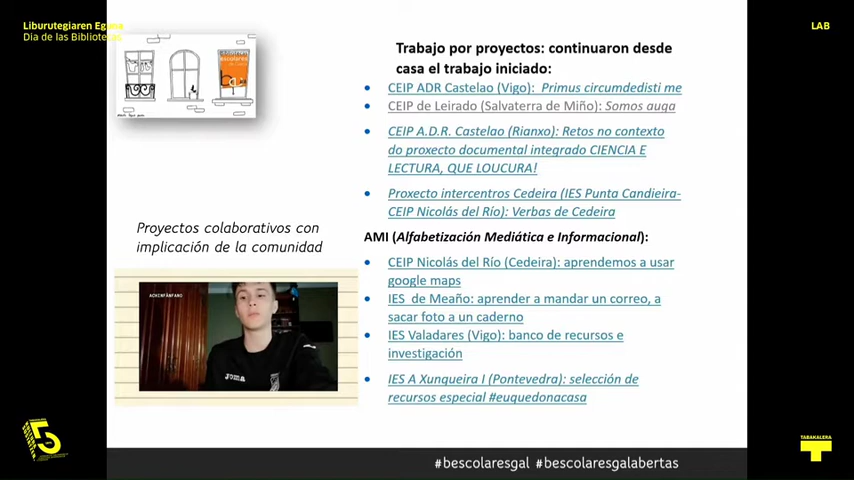 Liburutegiaren Eguna
Día de las Bibliotecas
LAB
escolares
Trabajo por proyectos: continuaron desde
casa el trabajo iniciado:
CEIP ADR Castelao (Vigo): Primus circumdedisti me
CEIP de Leirado (Salvaterra de Miño): Somos auga
CEIP A.D.R. Castelao (Rianxo): Retos no contexto
do proxecto documental integrado CIENCIA E
LECTURA, QUE LOUCURA!
Proxecto intercentros Cedeira (IES Punta Candieira-
CEIP Nicolás del Río): Verbas de Cedeira
Proyectos colaborativos con
implicación de la comunidad
AMI (Alfabetización Mediática e Informacional):
CEIP Nicolás del Río (Cedeira): aprendemos a usar
google maps
IES de Meaño: aprender a mandar un correo, a
sacar foto a un caderno
IES Valadares (Vigo): banco de recursos e
investigación
IES A Xunqueira I (Pontevedra): selección de
recursos especial #euquedonacasa
JOMA
#bescolaresgal #bescolaresgalabertas
5
TABAKALERA